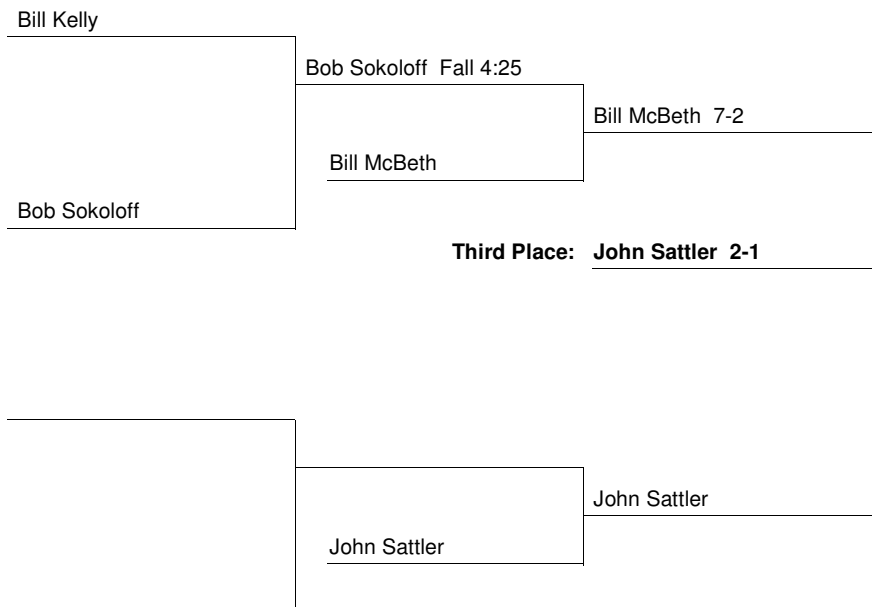 Bill Kelly
Bob Sokoloff  Fall 4:25
Bill McBeth  7-2
Bill McBeth
Bob Sokoloff
Third Place:  John Sattler  2-1
John Sattler
John Sattler